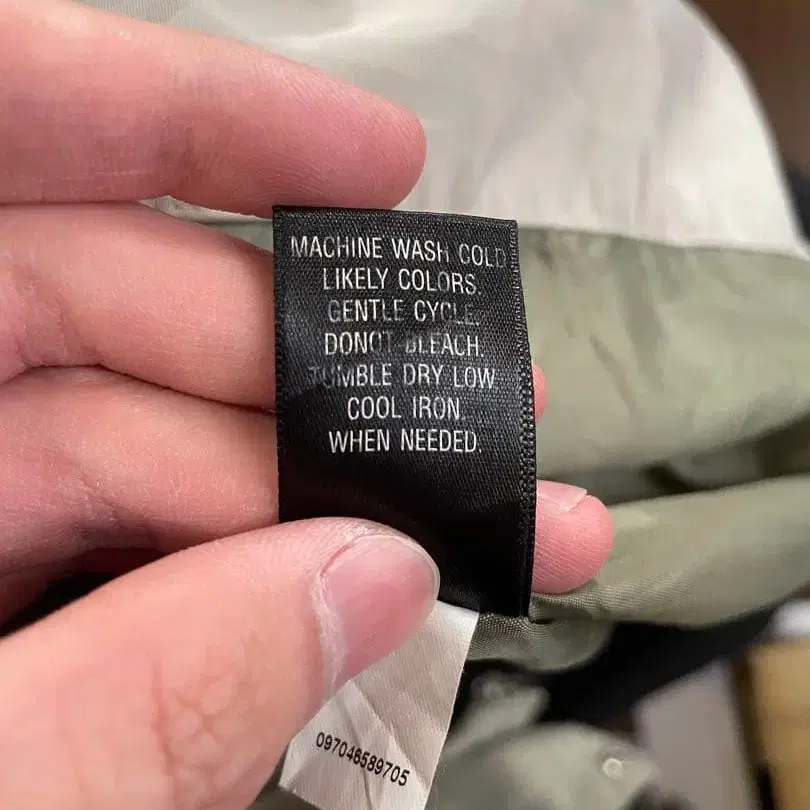 MACHINE WASH COLD
LIKELY COLORS.
GENTLE CYCLE.
DONOT BLEACH.
TUMBLE DRY LOW
COOL IRON.
WHEN NEEDED.
097046589705